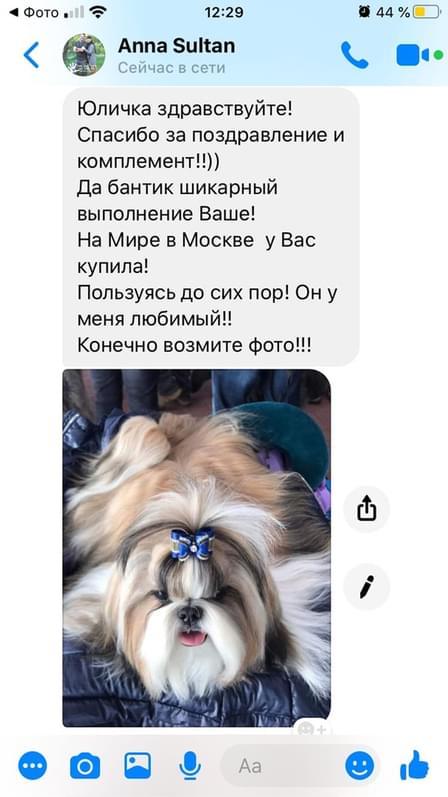 Фото 12:29 44 %
Anna Sultan
Сейчас в сети
Юличка здравствуйте!
Спасибо за поздравление и
комплемент!!))
Да бантик шикарный
выполнение Ваше!
На Мире в Москве у Вас
купила!
Пользуясь до сих пор! Он у
меня любимый!!
Конечно возмите фото!!!
Aa